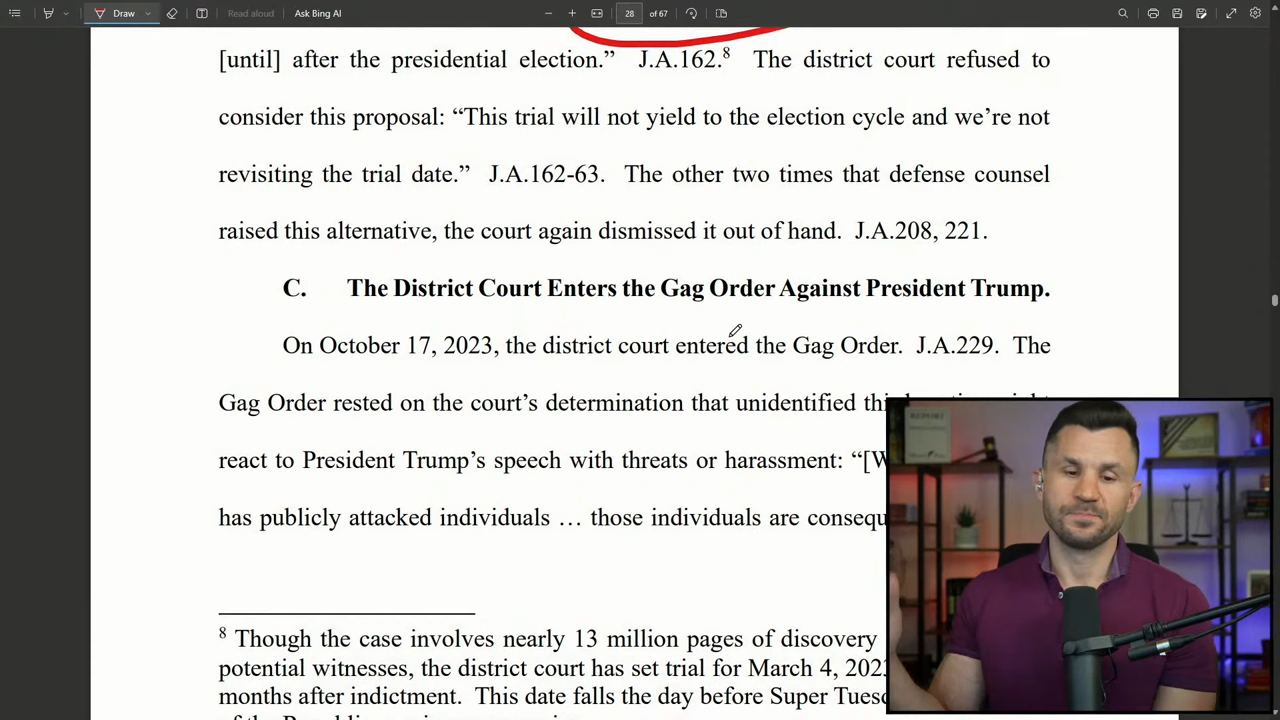 Draw
Read aloud
Ask Bing AI
28 of 67
[until] after the presidential election.” J.A.162.8 The district court refused to
consider this proposal: “This trial will not yield to the election cycle and we’re not
revisiting the trial date.” J.A.162-63. The other two times that defense counsel
raised this alternative, the court again dismissed it out of hand. J.A.208, 221.
C. The District Court Enters the Gag Order Against President Trump.
On October 17, 2023, the district court entered the Gag Order. J.A.229. The
Gag Order rested on the court’s determination that unidentified
react to President Trump’s speech with threats or harassment: “[W
has publicly attacked individuals … those individuals are consequ
8 Though the case involves nearly 13 million pages of discovery
potential witnesses, the district court has set trial for March 4, 202
months after indictment. This date falls the day before Super Tues